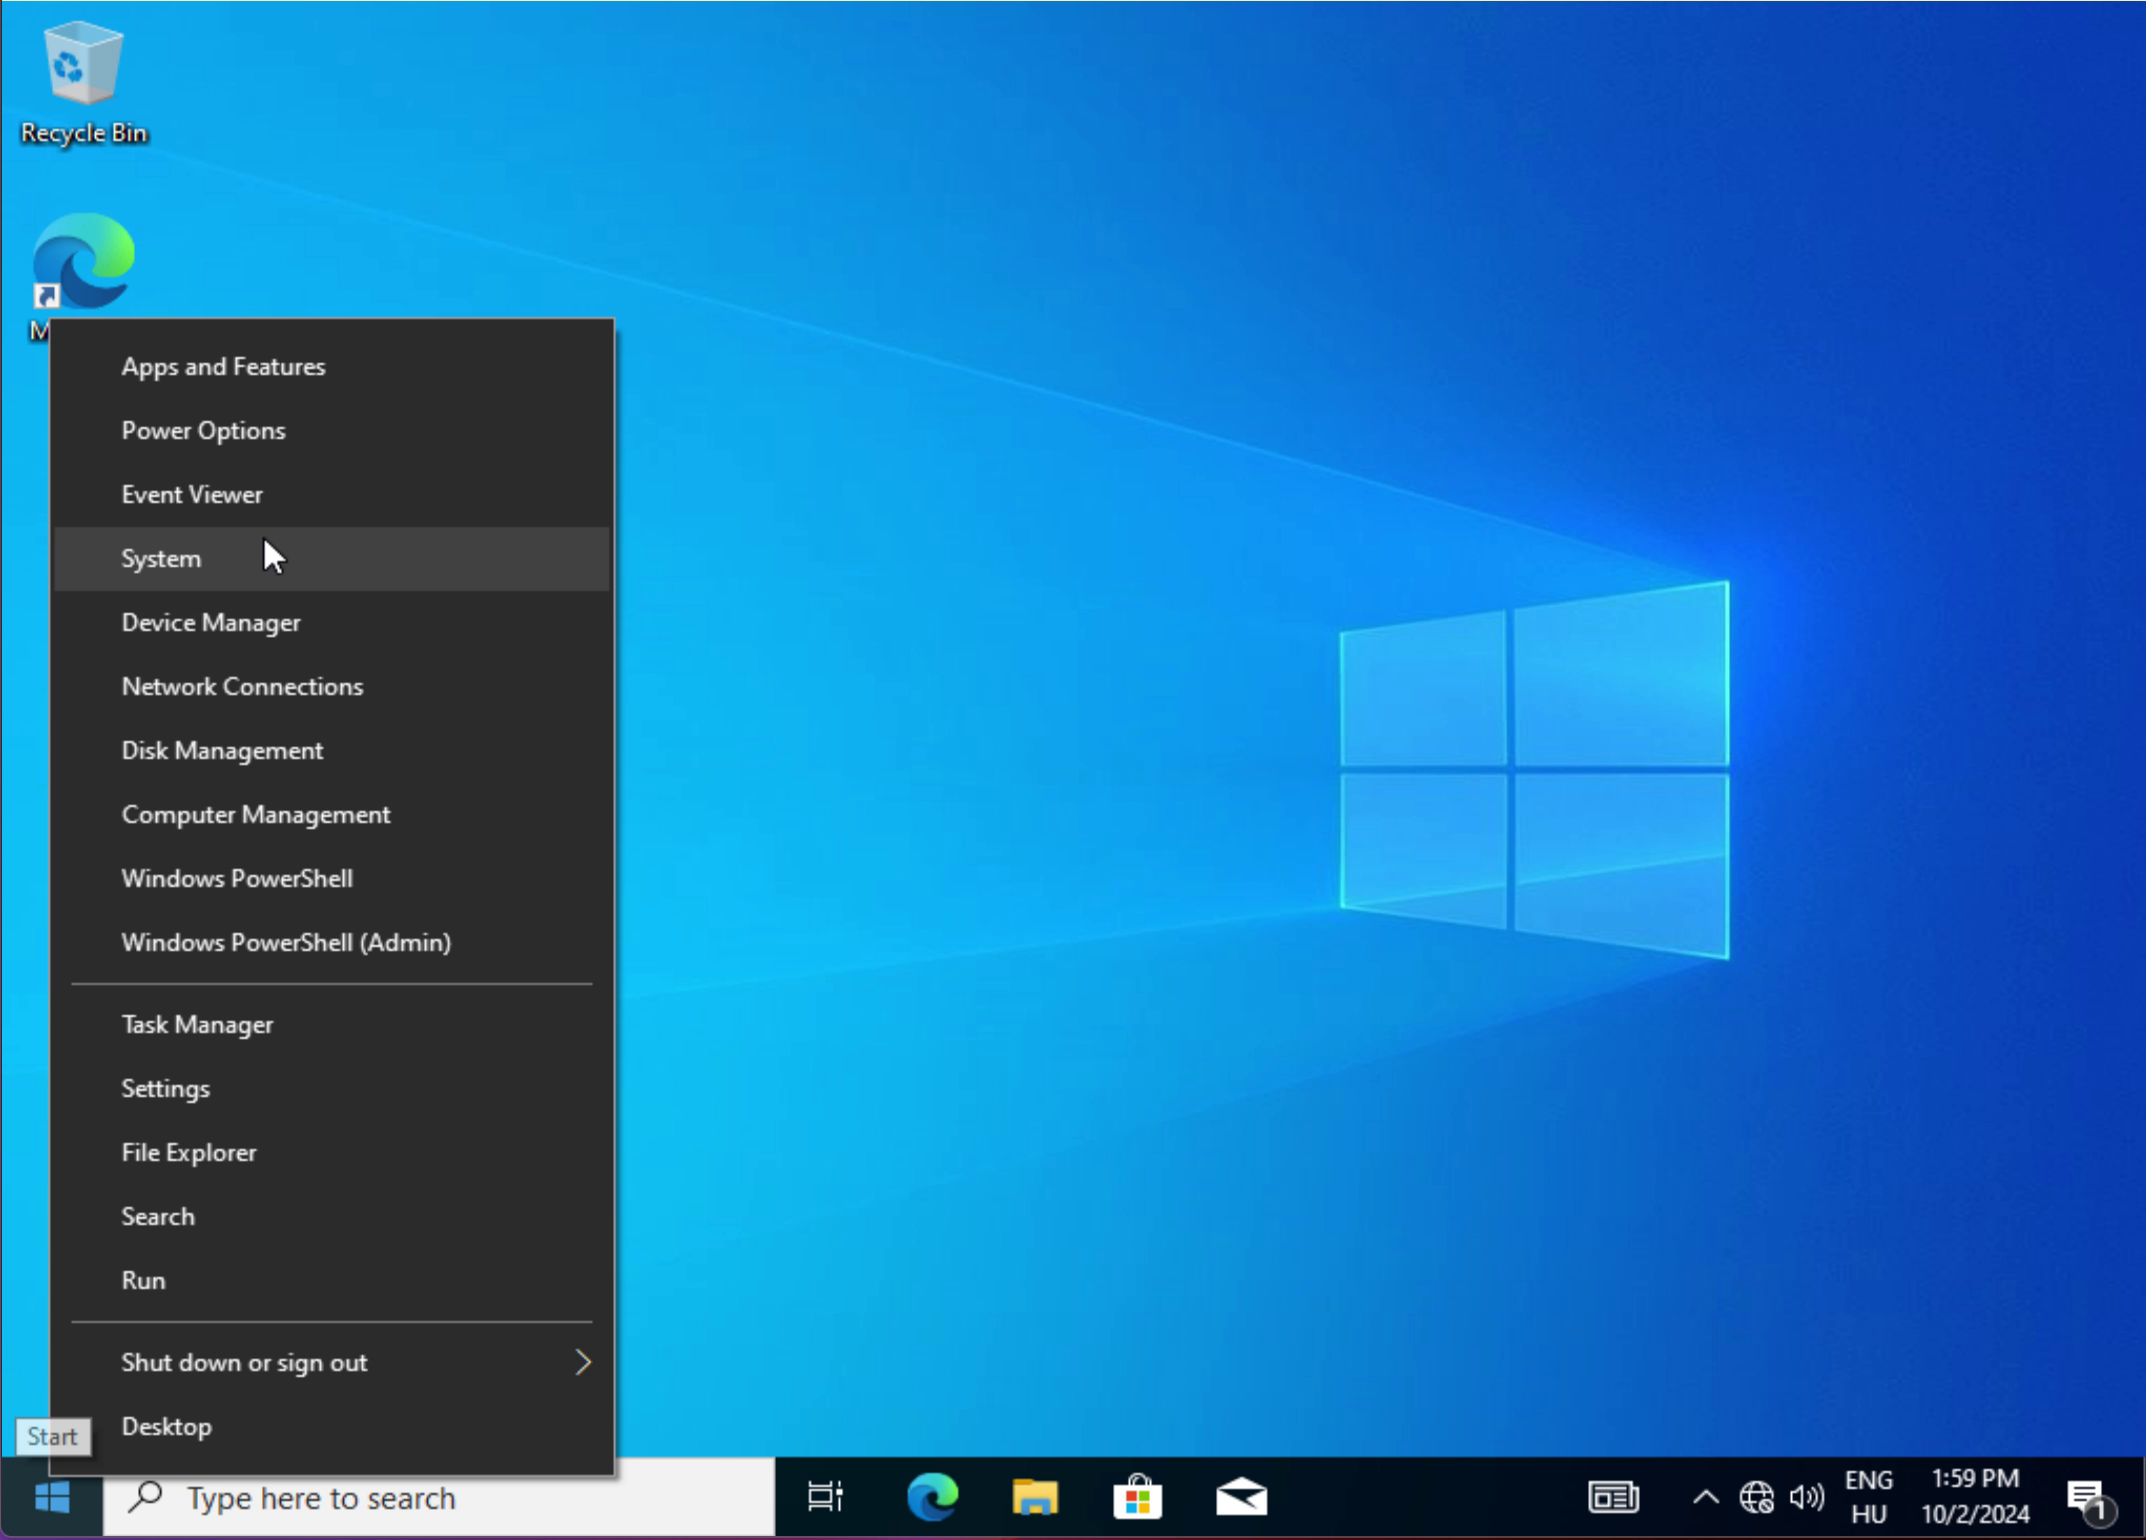 Recycle Bin
M
Apps and Features
Power Options
Event Viewer
System
Device Manager
Network Connections
Disk Management
Computer Management
Windows PowerShell
Windows PowerShell (Admin)
Task Manager
Settings
File Explorer
Search
Run
Shut down or sign out
Desktop
Start
Type here to search
ENG
HU
1:59 PM
10/2/2024
1